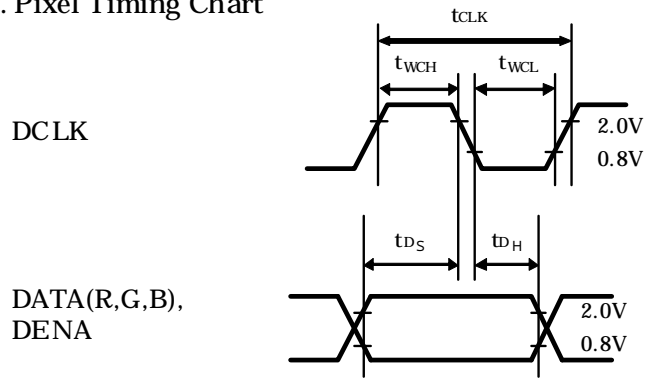 . Pixel Timing Chart
tCLK
tWCH
tWCL
DCLK
2.0V
0.8V
tDS
tDH
DATA(R,G,B),
DENA
2.0V
0.8V